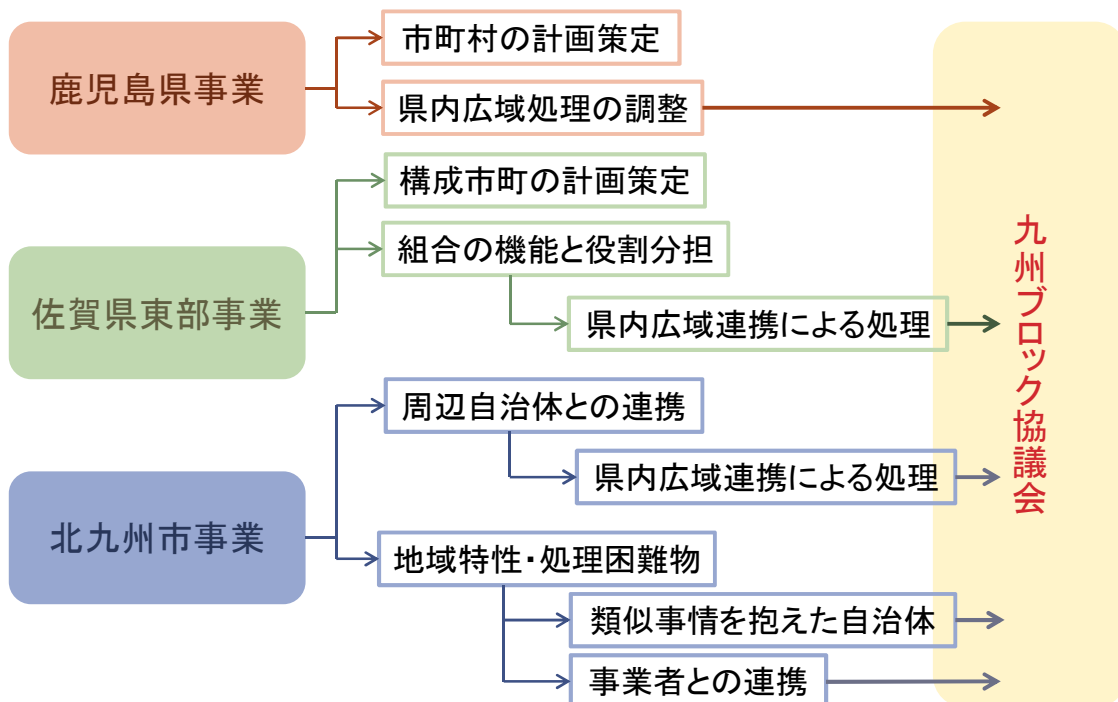 鹿児島県事業
市町村の計画策定
県内広域処理の調整
佐賀県東部事業
構成市町の計画策定
組合の機能と役割分担
県内広域連携による処理
北九州市事業
周辺自治体との連携
県内広域連携による処理
地域特性・処理困難物
類似事情を抱えた自治体
事業者との連携
九州ブロック協議会